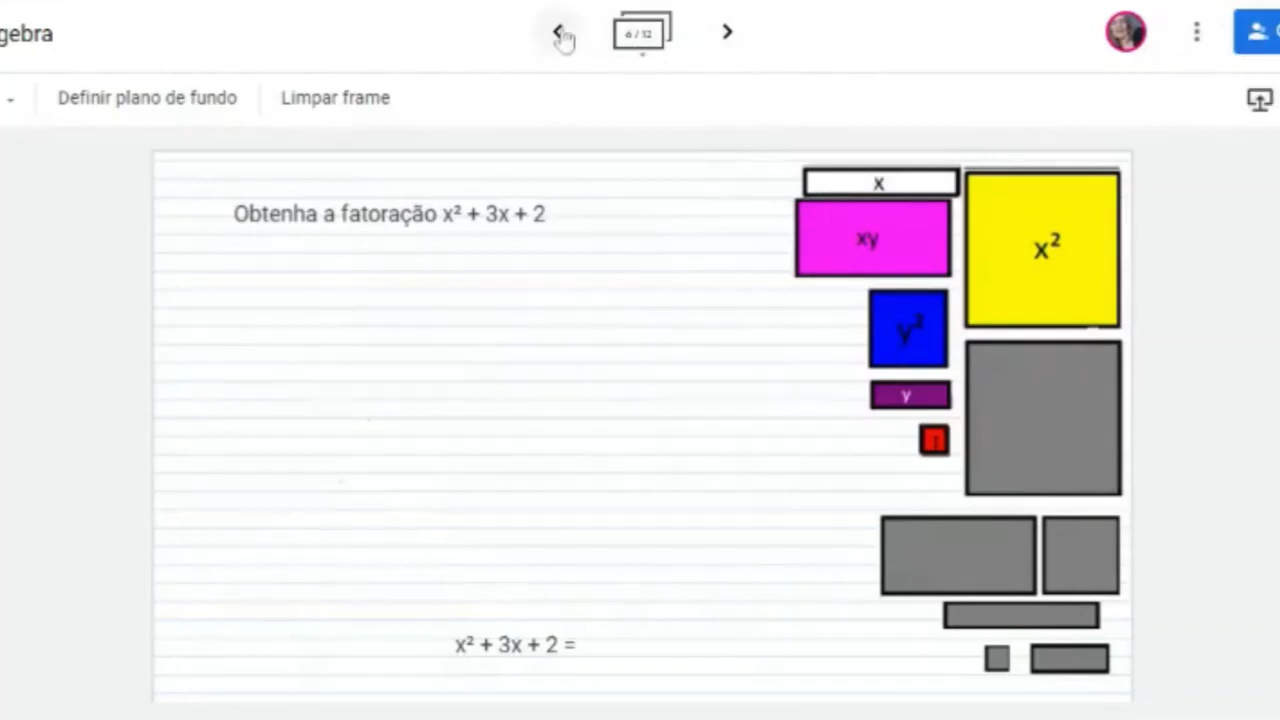 gebra
6 / 12
Definir plano de fundo
Limpar frame
Obtenha a fatoração x² + 3x + 2
x
xy
x²
y²
y
1
x² + 3x + 2 =